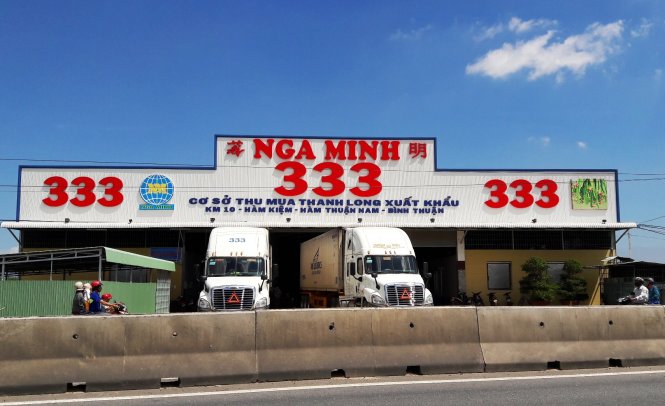 NGA MINH 明
333
333
333
CƠ SỞ THU MUA THANH LONG XUẤT KHẨU
KM 10 - HÀM KIỆM - HÀM THUẬN NAM - BÌNH THUẬN
333